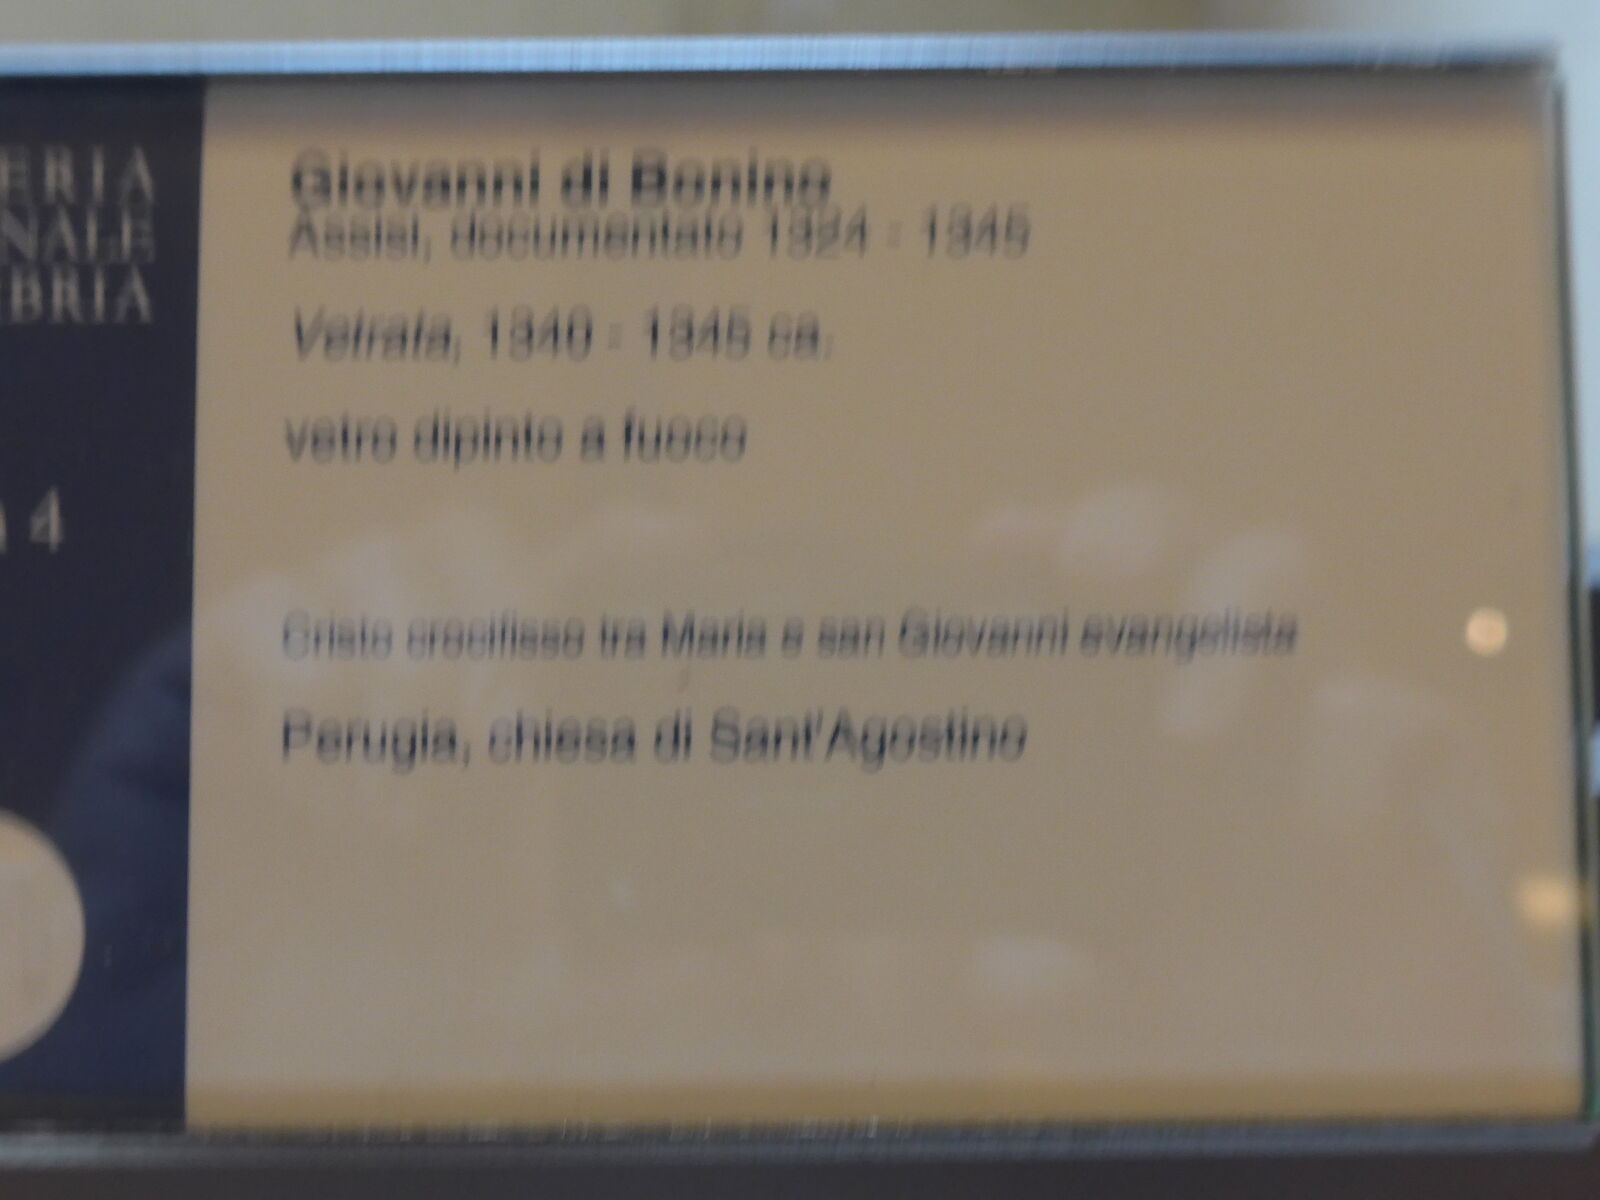 ERIA
NALE
BRIA
4
Giovanni di Bonino
Assisi, documentato 1324 - 1345
Vetrata, 1340 - 1345 ca.
vetro dipinto a fuoco
Cristo crocifisso tra Maria e san Giovanni evangelista
Perugia, chiesa di Sant'Agostino